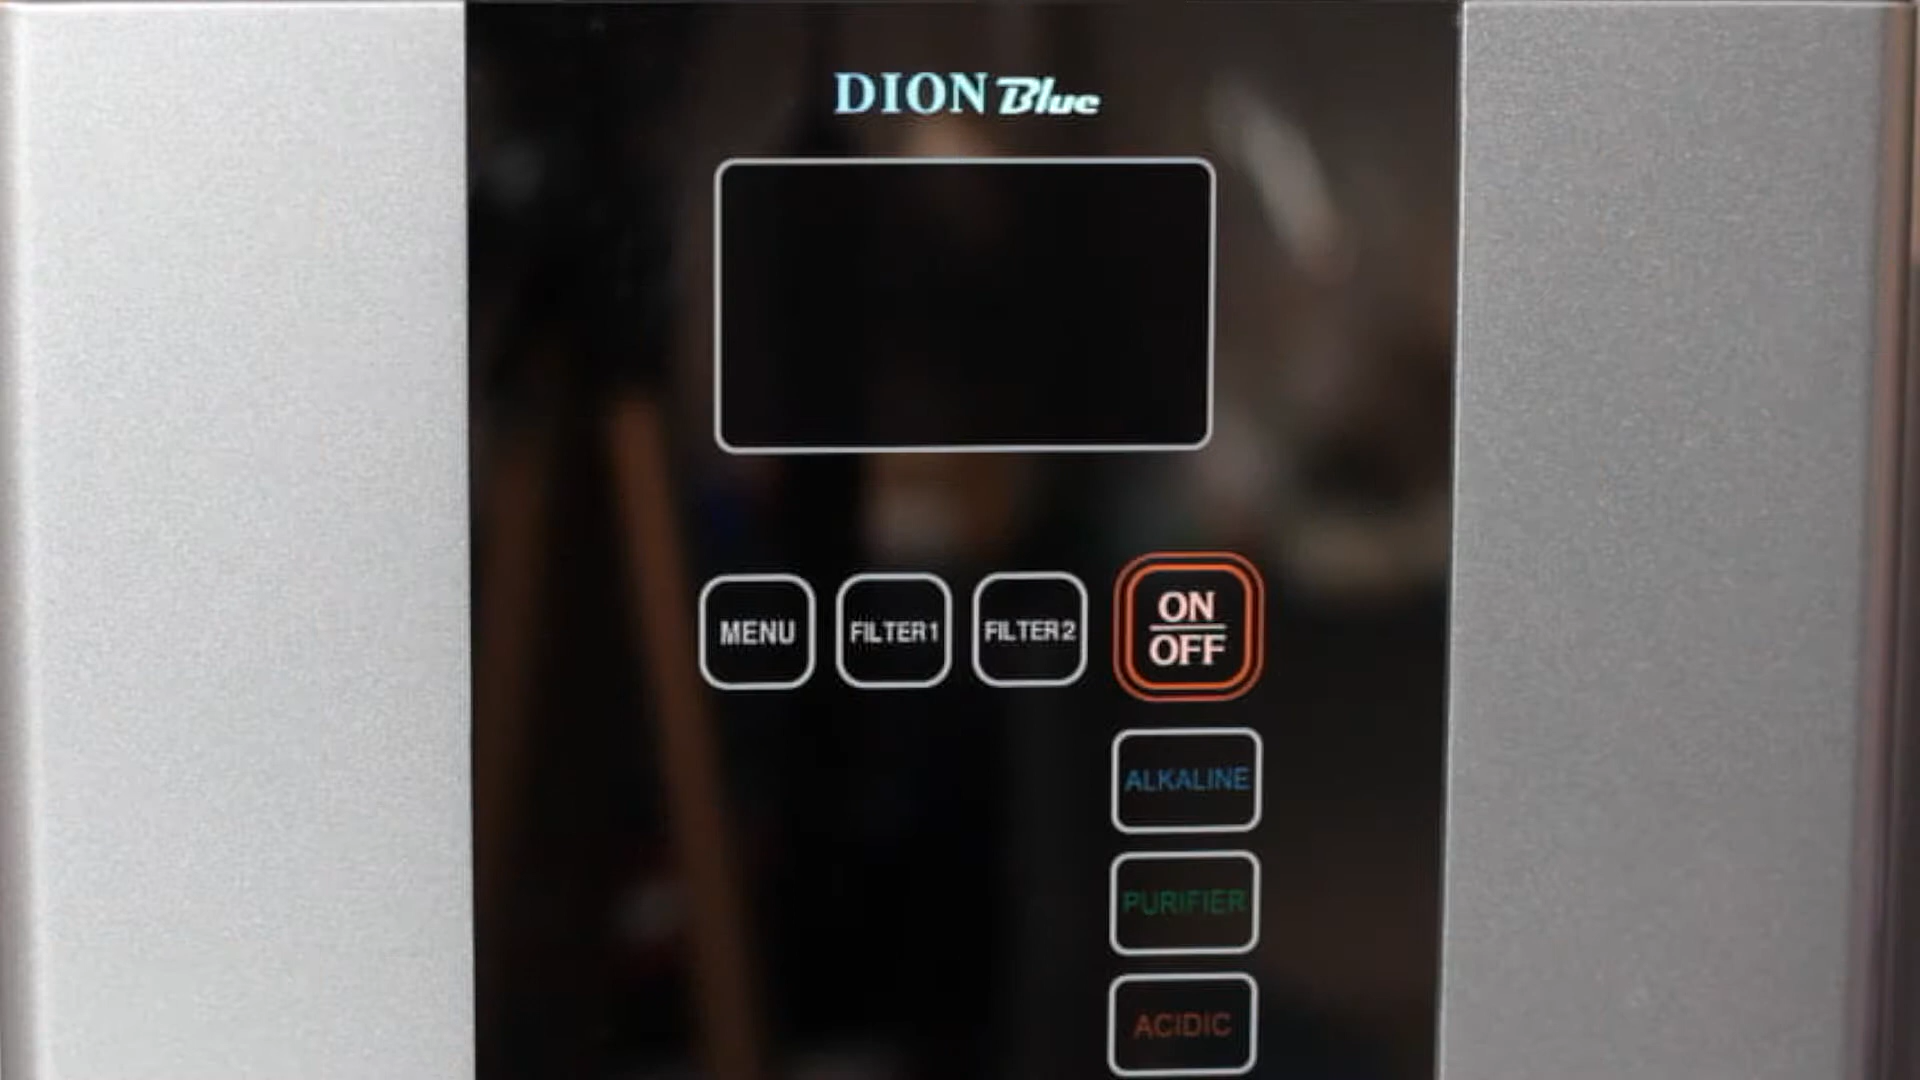 DION Blue
MENU FILTER1 FILTER2 ON
OFF
ALKALINE
PURIFIER
ACIDIC